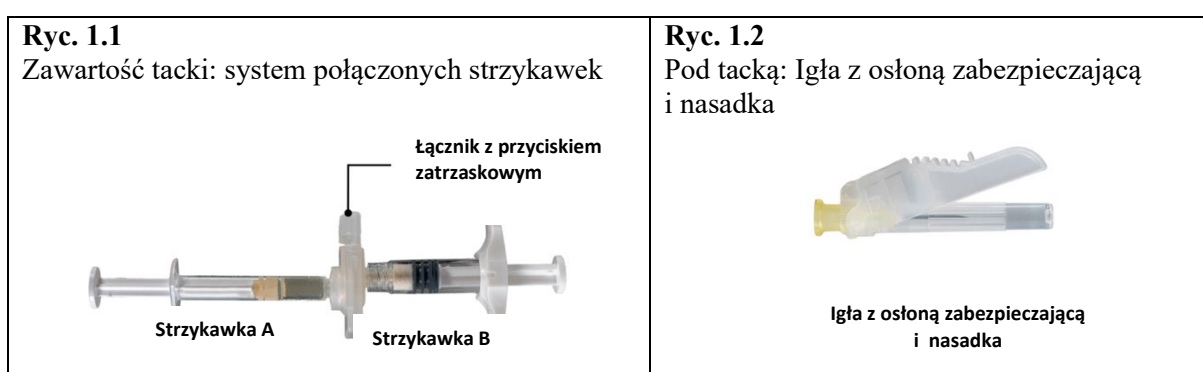 Ryc. 1.1
Zawartość tacki: system połączonych strzykawek
Łącznik z przyciskiem
zatrzaskowym
Strzykawka A
Strzykawka B
Ryc. 1.2
Pod tacką: Igła z osłoną zabezpieczającą
i nasadka
Igła z osłoną zabezpieczającą
i nasadka